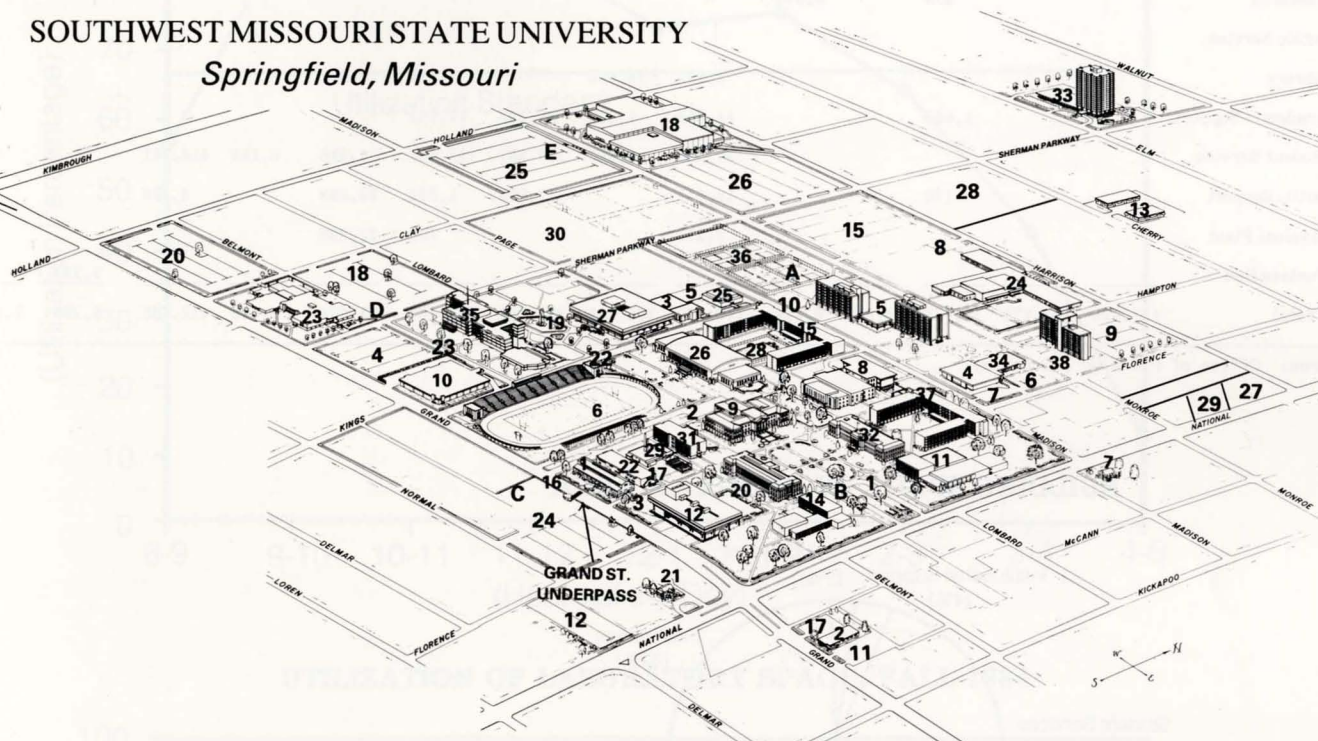 SOUTHWEST MISSOURI STATE UNIVERSITY
Springfield, Missouri
WALNUT
33
18
MADISON
HOLLAND
E
SHERMAN PARKWAY
ELM
KIMBROUGH
25
26
28
13
CHERRY
CLAY
PAGE
30
15
8
SHERMAN PARKWAY
20
BELMONT
18
LOMBARD
36
A
HARRISON
24
HOLLAND
HAMPTON
23
D
35
19
27
3
5
25
10
5
15
38
9
4
23
22
26
28
8
4
34
6
FLORENCE
10
7
37
MONROE
29
27
NATIONAL
6
2
9
KINGS
GRAND
31
32
MADISON
29
22
17
11
7
16
C
3
12
20
14
B
1
NORMAL
24
MONROE
LOMBARD
McCANN
MADISON
DELMAR
GRAND ST.
UNDERPASS
21
BELMONT
KICKAPOO
LOREN
12
FLORENCE
NATIONAL
17
2
11
GRAND
DELMAR
W
N
S